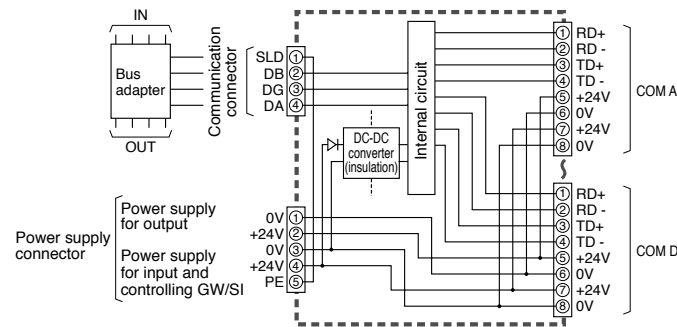 IN
Bus
adapter
OUT
Communication
connector
SLD ①
DB ②
DG ③
DA ④
DC-DC
converter
(insulation)
Internal circuit
① RD+
② RD -
③ TD+
④ TD -
⑤ +24V
⑥ 0V
⑦ +24V
⑧ 0V
COM A
① RD+
② RD -
③ TD+
④ TD -
⑤ +24V
⑥ 0V
⑦ +24V
⑧ 0V
COM D
Power supply
connector
Power supply
for output
Power supply
for input and
controlling GW/SI
0V ①
+24V ②
0V ③
+24V ④
PE ⑤